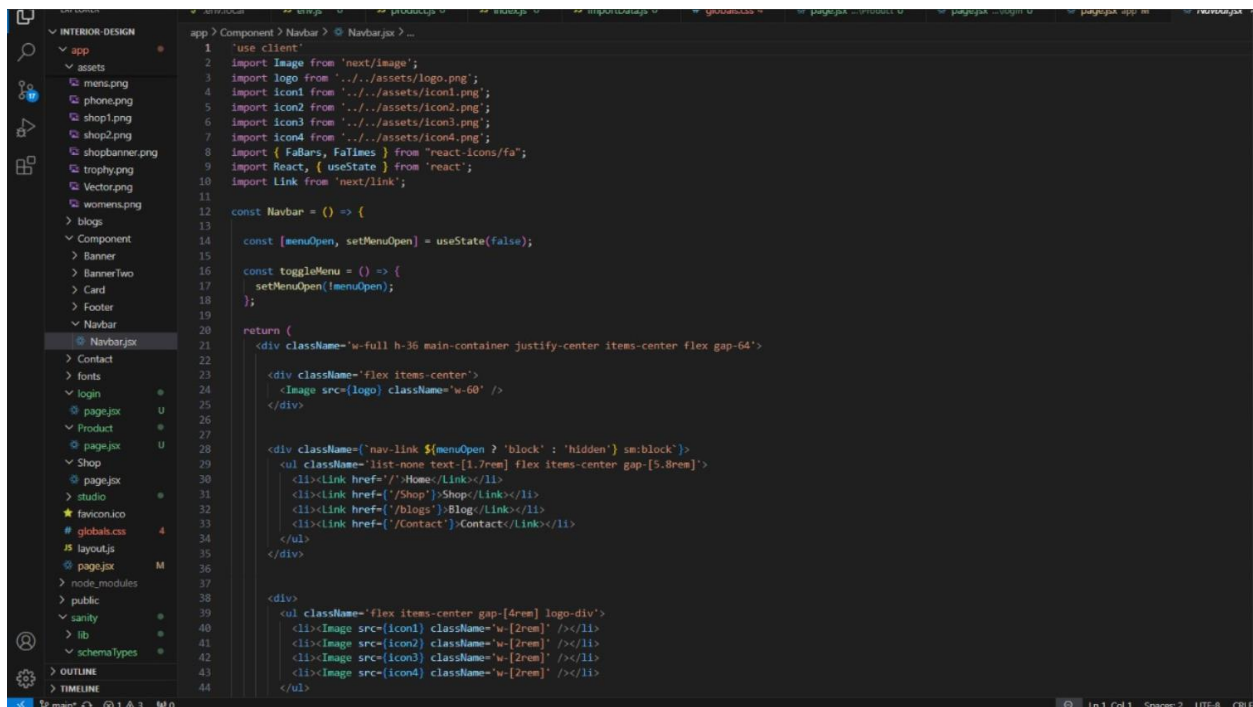 INTERIOR-DESIGN
app
assets
mens.png
phone.png
shop1.png
shop2.png
shopbanner.png
trophy.png
Vector.png
womens.png
blogs
Component
Banner
BannerTwo
Card
Footer
Navbar
Navbar.jsx
Contact
fonts
login
page.jsx U
Product
page.jsx U
Shop
page.jsx
studio
favicon.ico
# globals.css 4
JS layout.js
page.jsx M
node_modules
public
sanity
lib
schemaTypes
OUTLINE
TIMELINE
17
app > Component > Navbar > Navbar.jsx > ...
1 'use client'
2 import Image from 'next/image';
3 import logo from '../../assets/logo.png';
4 import icon1 from '../../assets/icon1.png';
5 import icon2 from '../../assets/icon2.png';
6 import icon3 from '../../assets/icon3.png';
7 import icon4 from '../../assets/icon4.png';
8 import { FaBars, FaTimes } from "react-icons/fa";
9 import React, { useState } from 'react';
10 import Link from 'next/link';
11
12 const Navbar = () => {
13
14 const [menuOpen, setMenuOpen] = useState(false);
15
16 const toggleMenu = () => {
17 setMenuOpen(!menuOpen);
18 };
19
20 return (
21 <div className='w-full h-36 main-container justify-center items-center flex gap-64'>
22
23 <div className='flex items-center'>
24 <Image src={logo} className='w-60' />
25 </div>
26
27
28 <div className={`nav-link ${menuOpen ? 'block' : 'hidden'} sm:block`}>
29 <ul className='list-none text-[1.7rem] flex items-center gap-[5.8rem]'>
30 <li><Link href='/'>Home</Link></li>
31 <li><Link href={'/Shop'}>Shop</Link></li>
32 <li><Link href={'/blogs'}>Blog</Link></li>
33 <li><Link href={'/Contact'}>Contact</Link></li>
34 </ul>
35 </div>
36
37
38 <div>
39 <ul className='flex items-center gap-[4rem] logo-div'>
40 <li><Image src={icon1} className='w-[2rem]' /></li>
41 <li><Image src={icon2} className='w-[2rem]' /></li>
42 <li><Image src={icon3} className='w-[2rem]' /></li>
43 <li><Image src={icon4} className='w-[2rem]' /></li>
44 </ul>
main* 1 3 0 Ln 1, Col 1 Spaces: 2 UTF-8